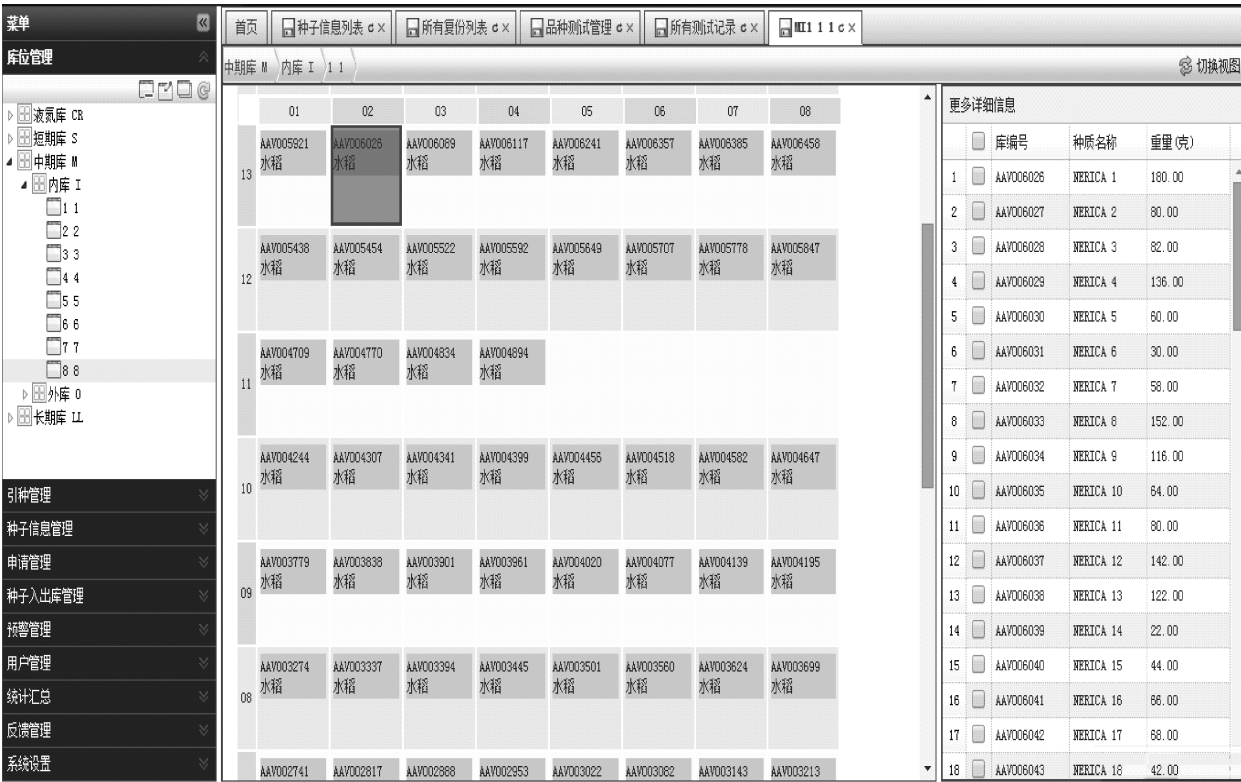 菜单
首页 种子信息列表 所有复份列表 品种测试管理 所有测试记录 MI1 1 1
库位管理
中期库 M 内库 I 1 1 切换视图
液氮库 CR
短期库 S
中期库 M
内库 I
1 1
2 2
3 3
4 4
5 5
6 6
7 7
8 8
外库 O
长期库 LL
引种管理
种子信息管理
申请管理
种子入出库管理
预警管理
用户管理
统计汇总
反馈管理
系统设置
01 02 03 04 05 06 07 08
13
AAV005921 AAV006026 AAV006089 AAV006117 AAV006241 AAV006357 AAV006385 AAV006458
水稻 水稻 水稻 水稻 水稻 水稻 水稻 水稻
12
AAV005438 AAV005454 AAV005522 AAV005592 AAV005649 AAV005707 AAV005778 AAV005847
水稻 水稻 水稻 水稻 水稻 水稻 水稻 水稻
11
AAV004709 AAV004770 AAV004834 AAV004894
水稻 水稻 水稻 水稻
10
AAV004244 AAV004307 AAV004341 AAV004399 AAV004456 AAV004518 AAV004582 AAV004647
水稻 水稻 水稻 水稻 水稻 水稻 水稻 水稻
09
AAV003779 AAV003838 AAV003901 AAV003961 AAV004020 AAV004077 AAV004139 AAV004195
水稻 水稻 水稻 水稻 水稻 水稻 水稻 水稻
08
AAV003274 AAV003337 AAV003394 AAV003445 AAV003501 AAV003560 AAV003624 AAV003699
水稻 水稻 水稻 水稻 水稻 水稻 水稻 水稻
AAV002741 AAV002817 AAV002888 AAV002953 AAV003022 AAV003082 AAV003143 AAV003213
更多详细信息
库编号 种质名称 重量(克)
1 AAV006026 NERICA 1 180.00
2 AAV006027 NERICA 2 80.00
3 AAV006028 NERICA 3 82.00
4 AAV006029 NERICA 4 136.00
5 AAV006030 NERICA 5 60.00
6 AAV006031 NERICA 6 30.00
7 AAV006032 NERICA 7 58.00
8 AAV006033 NERICA 8 152.00
9 AAV006034 NERICA 9 116.00
10 AAV006035 NERICA 10 64.00
11 AAV006036 NERICA 11 80.00
12 AAV006037 NERICA 12 142.00
13 AAV006038 NERICA 13 122.00
14 AAV006039 NERICA 14 22.00
15 AAV006040 NERICA 15 44.00
16 AAV006041 NERICA 16 66.00
17 AAV006042 NERICA 17 68.00
18 AAV006043 NERICA 18 42.00